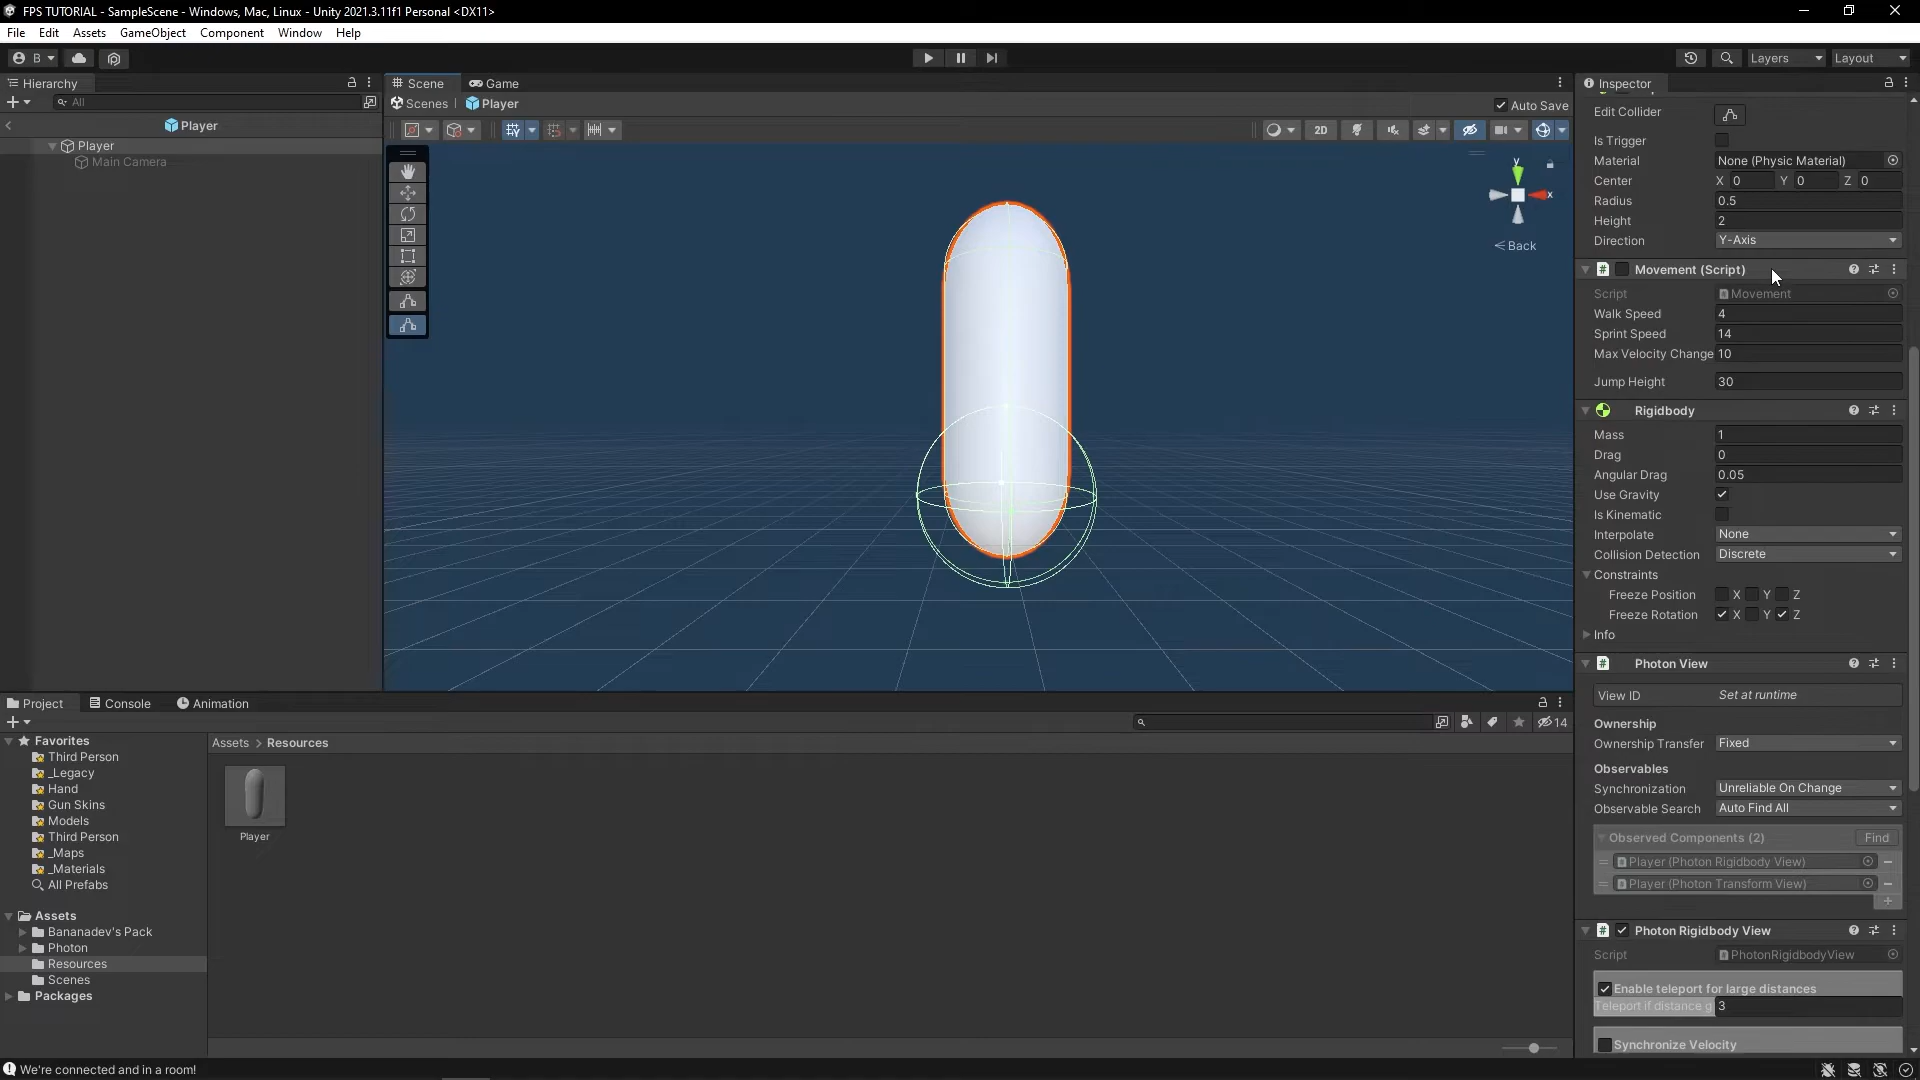 FPS TUTORIAL - SampleScene - Windows, Mac, Linux - Unity 2021.3.11f1 Personal <DX11>
File Edit Assets GameObject Component Window Help
B
Layers
Layout
Hierarchy
All
Player
Player
Main Camera
Scene
Game
Scenes
Player
Auto Save
2D
y
x
Back
Inspector
Edit Collider
Is Trigger
Material None (Physic Material)
Center X 0 Y 0 Z 0
Radius 0.5
Height 2
Direction Y-Axis
Movement (Script)
Script Movement
Walk Speed 4
Sprint Speed 14
Max Velocity Change 10
Jump Height 30
Rigidbody
Mass 1
Drag 0
Angular Drag 0.05
Use Gravity
Is Kinematic
Interpolate None
Collision Detection Discrete
Constraints
Freeze Position X Y Z
Freeze Rotation X Y Z
Info
Photon View
View ID Set at runtime
Ownership
Ownership Transfer Fixed
Observables
Synchronization Unreliable On Change
Observable Search Auto Find All
Observed Components (2) Find
Player (Photon Rigidbody View)
Player (Photon Transform View)
Photon Rigidbody View
Script PhotonRigidbodyView
Enable teleport for large distances
Teleport if distance g 3
Synchronize Velocity
Project
Console
Animation
14
Favorites
Third Person
_Legacy
Hand
Gun Skins
Models
Third Person
_Maps
_Materials
All Prefabs
Assets
Bananadev's Pack
Photon
Resources
Scenes
Packages
Assets > Resources
Player
We're connected and in a room!